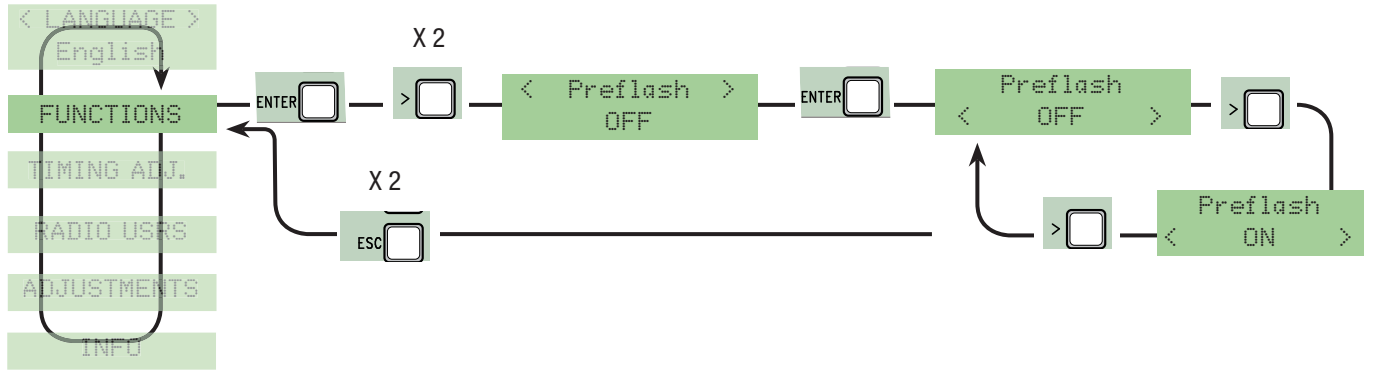 < LANGUAGE >
English
FUNCTIONS
TIMING ADJ.
RADIO USRS
ADJUSTMENTS
INFO
ENTER
X 2
>
< Preflash >
OFF
ENTER
Preflash
< OFF >
>
Preflash
< ON >
>
X 2
ESC